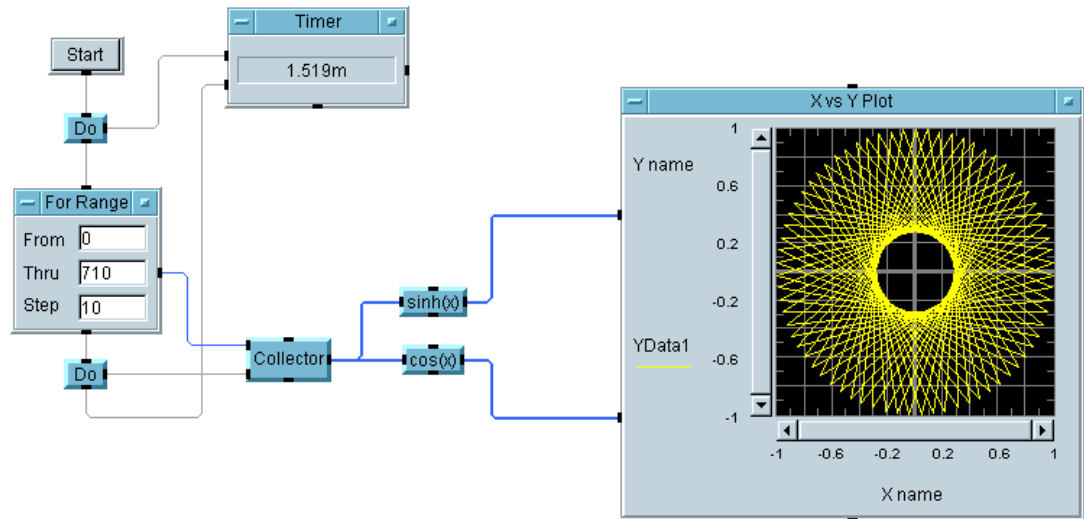 Timer
Start
1.519m
Do
X vs Y Plot
Y name
1
0.6
0.2
-0.2
-0.6
-1
For Range
From 0
Thru 710
Step 10
sinh(x)
Collector
cos(x)
YData1
Do
-1 -0.6 -0.2 0.2 0.6 1
X name